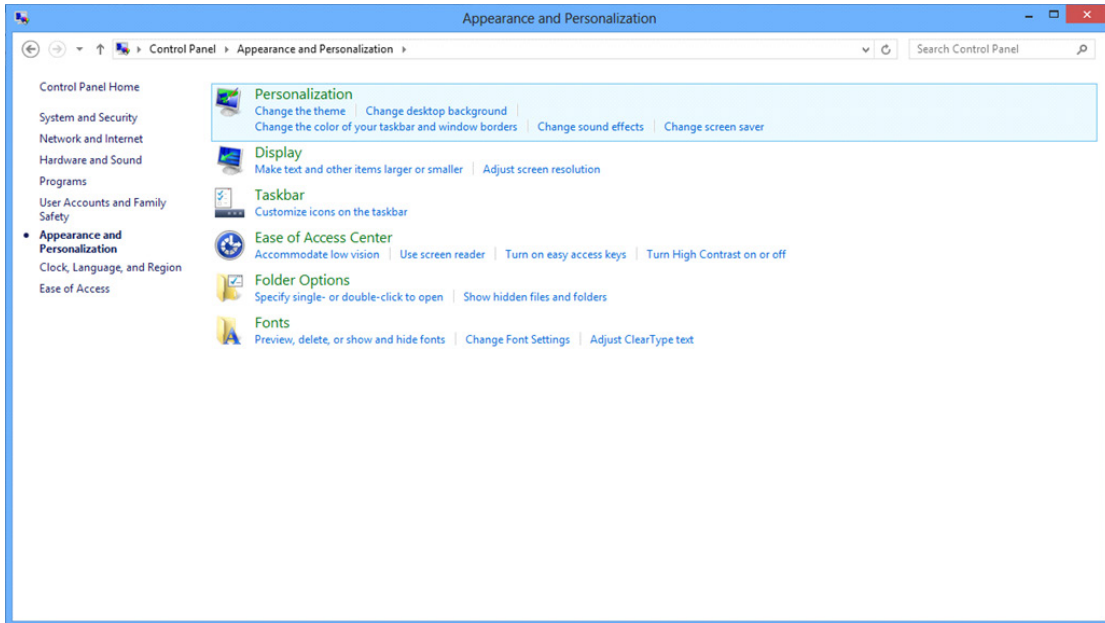 Appearance and Personalization
Control Panel Appearance and Personalization
Search Control Panel
Control Panel Home
System and Security
Network and Internet
Hardware and Sound
Programs
User Accounts and Family
Safety
Appearance and
Personalization
Clock, Language, and Region
Ease of Access
Personalization
Change the theme Change desktop background
Change the color of your taskbar and window borders Change sound effects Change screen saver
Display
Make text and other items larger or smaller Adjust screen resolution
Taskbar
Customize icons on the taskbar
Ease of Access Center
Accommodate low vision Use screen reader Turn on easy access keys Turn High Contrast on or off
Folder Options
Specify single- or double-click to open Show hidden files and folders
Fonts
Preview, delete, or show and hide fonts Change Font Settings Adjust ClearType text